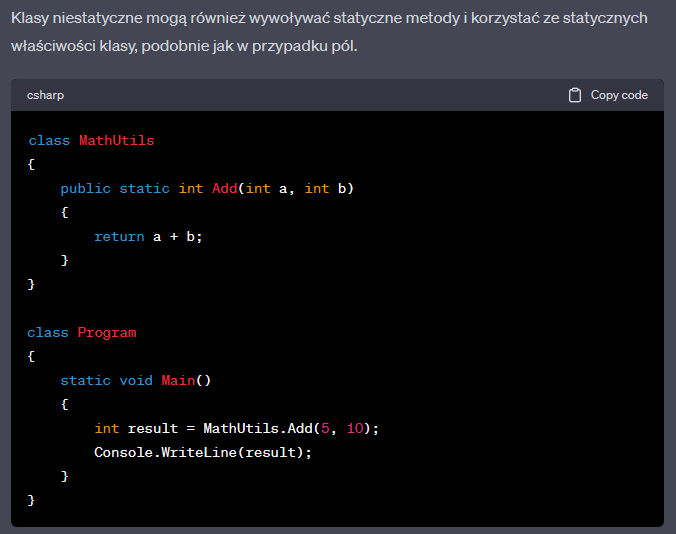 Klasy niestatyczne mogą również wywoływać statyczne metody i korzystać ze statycznych
właściwości klasy, podobnie jak w przypadku pól.
csharp Copy code
class MathUtils
{
    public static int Add(int a, int b)
    {
        return a + b;
    }
}

class Program
{
    static void Main()
    {
        int result = MathUtils.Add(5, 10);
        Console.WriteLine(result);
    }
}